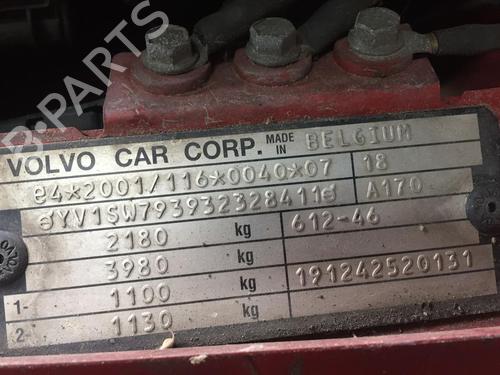 B-PARTS
VOLVO CAR CORP. MADE IN BELGIUM
e4*2001/116*0040*07 18
YV1SW793932328411 A170
2180 kg 612-46
3980 kg
1- 1100 kg 191242520131
2- 1130 kg
VOLVO